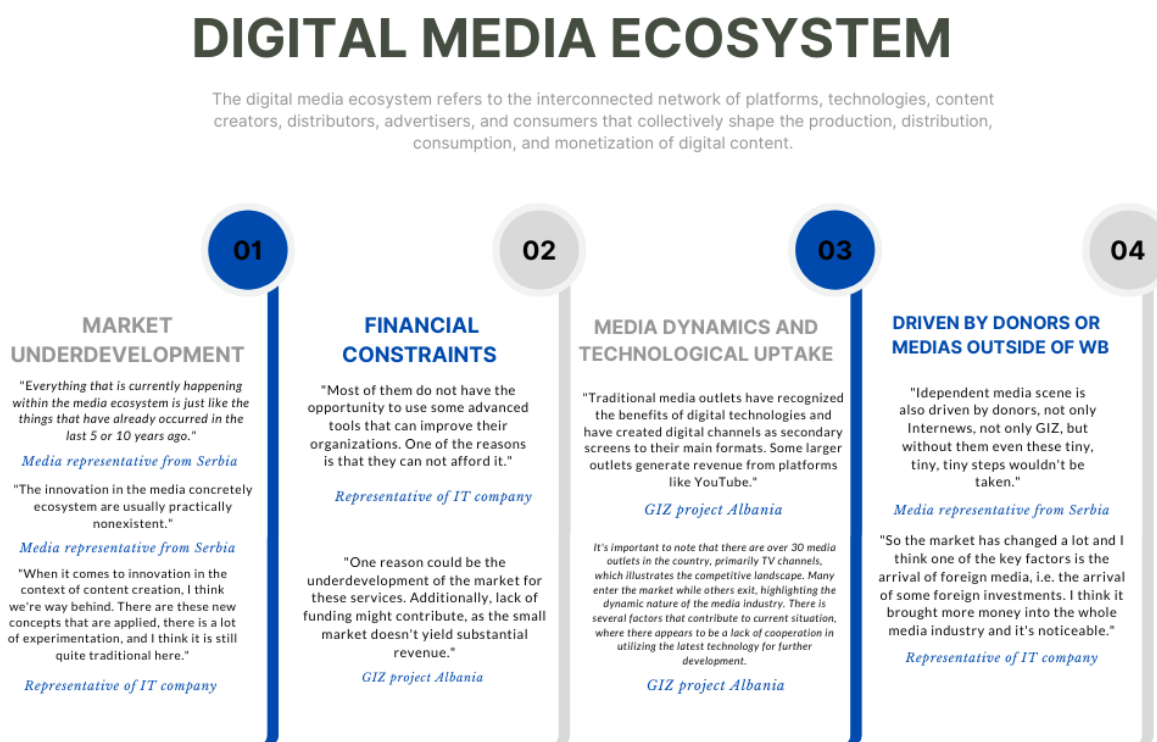 DIGITAL MEDIA ECOSYSTEM
The digital media ecosystem refers to the interconnected network of platforms, technologies, content
creators, distributors, advertisers, and consumers that collectively shape the production, distribution,
consumption, and monetization of digital content.
01
MARKET
UNDERDEVELOPMENT
"Everything that is currently happening
within the media ecosystem is just like the
things that have already occurred in the
last 5 or 10 years ago."
Media representative from Serbia
"The innovation in the media concretely
ecosystem are usually practically
nonexistent."
Media representative from Serbia
"When it comes to innovation in the
context of content creation, I think
we're way behind. There are these new
concepts that are applied, there is a lot
of experimentation, and I think it is still
quite traditional here."
Representative of IT company
02
FINANCIAL
CONSTRAINTS
"Most of them do not have the
opportunity to use some advanced
tools that can improve their
organizations. One of the reasons
is that they can not afford it."
Representative of IT company
"One reason could be the
underdevelopment of the market for
these services. Additionally, lack of
funding might contribute, as the small
market doesn't yield substantial
revenue."
GIZ project Albania
03
MEDIA DYNAMICS AND
TECHNOLOGICAL UPTAKE
"Traditional media outlets have recognized
the benefits of digital technologies and
have created digital channels as secondary
screens to their main formats. Some larger
outlets generate revenue from platforms
like YouTube."
GIZ project Albania
It's important to note that there are over 30 media
outlets in the country, primarily TV channels,
which illustrates the competitive landscape. Many
enter the market while others exit, highlighting the
dynamic nature of the media industry. There is
several factors that contribute to current situation,
where there appears to be a lack of cooperation in
utilizing the latest technology for further
development.
GIZ project Albania
04
DRIVEN BY DONORS OR
MEDIAS OUTSIDE OF WB
"Idependent media scene is
also driven by donors, not only
Internews, not only GIZ, but
without them even these tiny,
tiny, tiny steps wouldn't be
taken."
Media representative from Serbia
"So the market has changed a lot and I
think one of the key factors is the
arrival of foreign media, i.e. the arrival
of some foreign investments. I think it
brought more money into the whole
media industry and it's noticeable."
Representative of IT company